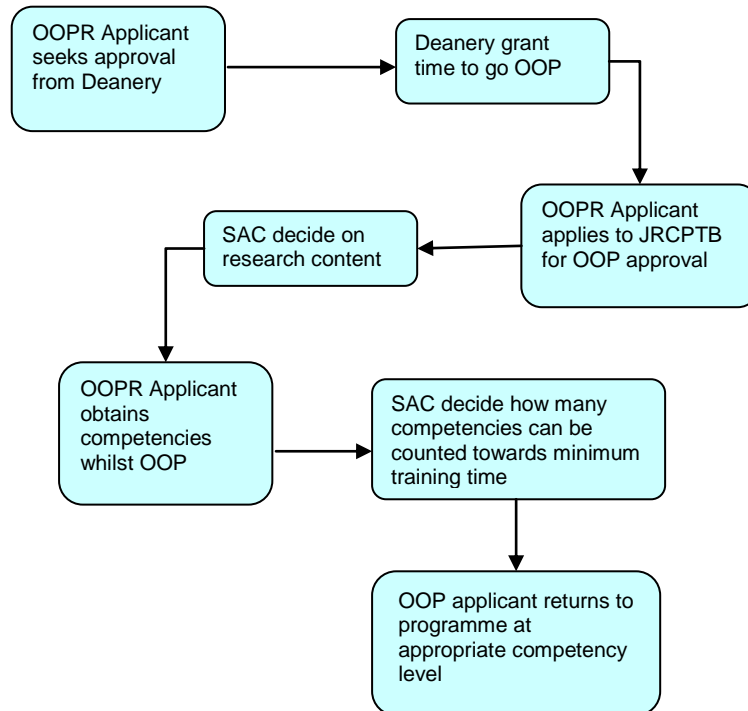 OOPR Applicant
seeks approval
from Deanery
Deanery grant
time to go OOP
OOPR Applicant
applies to JRCPTB
for OOP approval
SAC decide on
research content
OOPR Applicant
obtains
competencies
whilst OOP
SAC decide how many
competencies can be
counted towards minimum
training time
OOP applicant returns to
programme at
appropriate competency
level